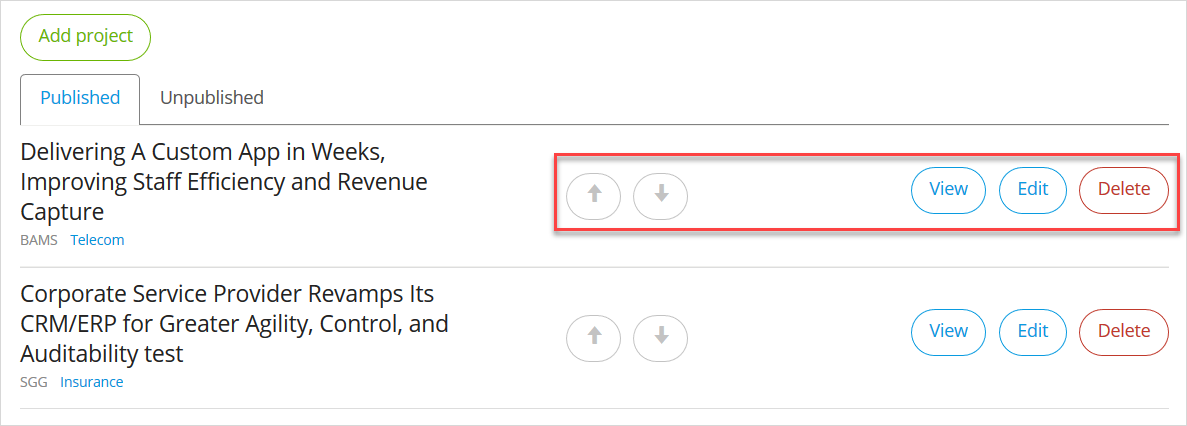 Add project
Published Unpublished
Delivering A Custom App in Weeks,
Improving Staff Efficiency and Revenue
Capture
BAMS Telecom
View Edit Delete
Corporate Service Provider Revamps Its
CRM/ERP for Greater Agility, Control, and
Auditability test
SGG Insurance
View Edit Delete